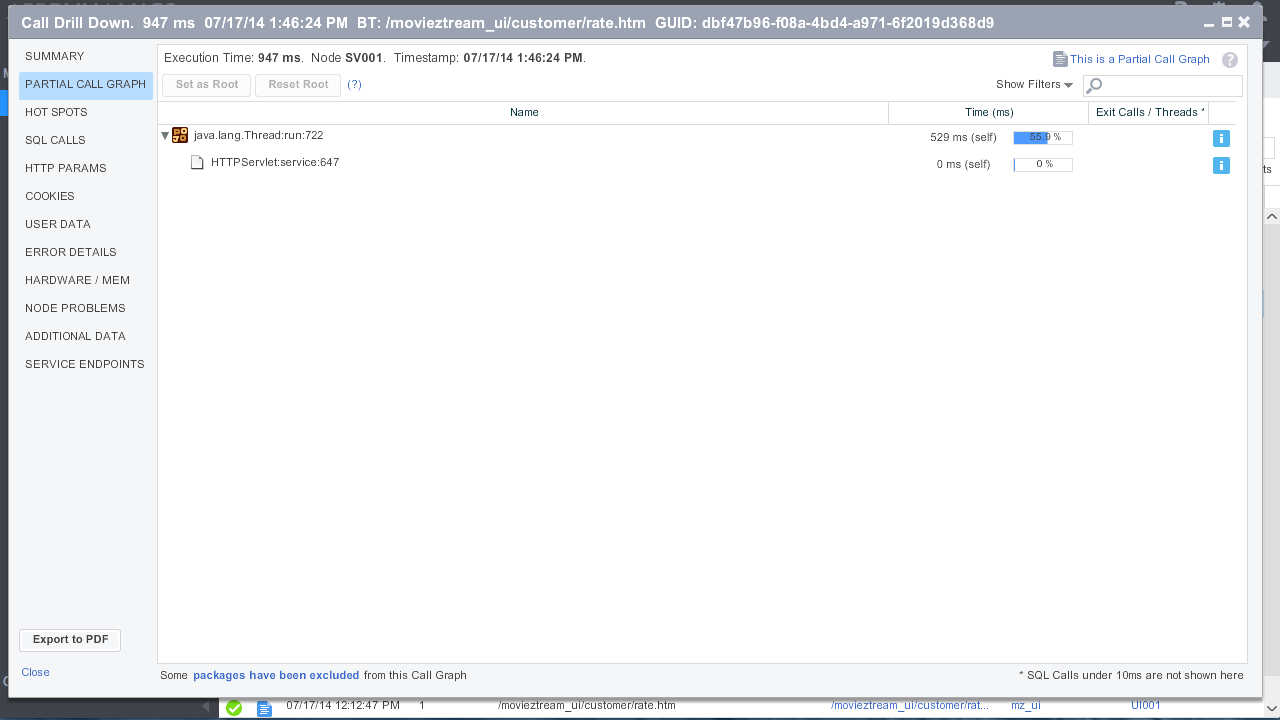 Call Drill Down.  947 ms  07/17/14 1:46:24 PM  BT: /movieztream_ui/customer/rate.htm  GUID: dbf47b96-f08a-4bd4-a971-6f2019d368d9
SUMMARY
PARTIAL CALL GRAPH
HOT SPOTS
SQL CALLS
HTTP PARAMS
COOKIES
USER DATA
ERROR DETAILS
HARDWARE / MEM
NODE PROBLEMS
ADDITIONAL DATA
SERVICE ENDPOINTS
Export to PDF
Close
Execution Time: 947 ms.  Node SV001.  Timestamp: 07/17/14 1:46:24 PM.
This is a Partial Call Graph
Set as Root  Reset Root  (?)
Show Filters
Name  Time (ms)  Exit Calls / Threads *
java.lang.Thread:run:722  529 ms (self)  55.9 %
HTTPServlet:service:647  0 ms (self)  0 %
Some packages have been excluded from this Call Graph
* SQL Calls under 10ms are not shown here
07/17/14 12:12:47 PM  1  /movieztream_ui/customer/rate.htm  /movieztream_ui/customer/rat...  mz_ui  UI001